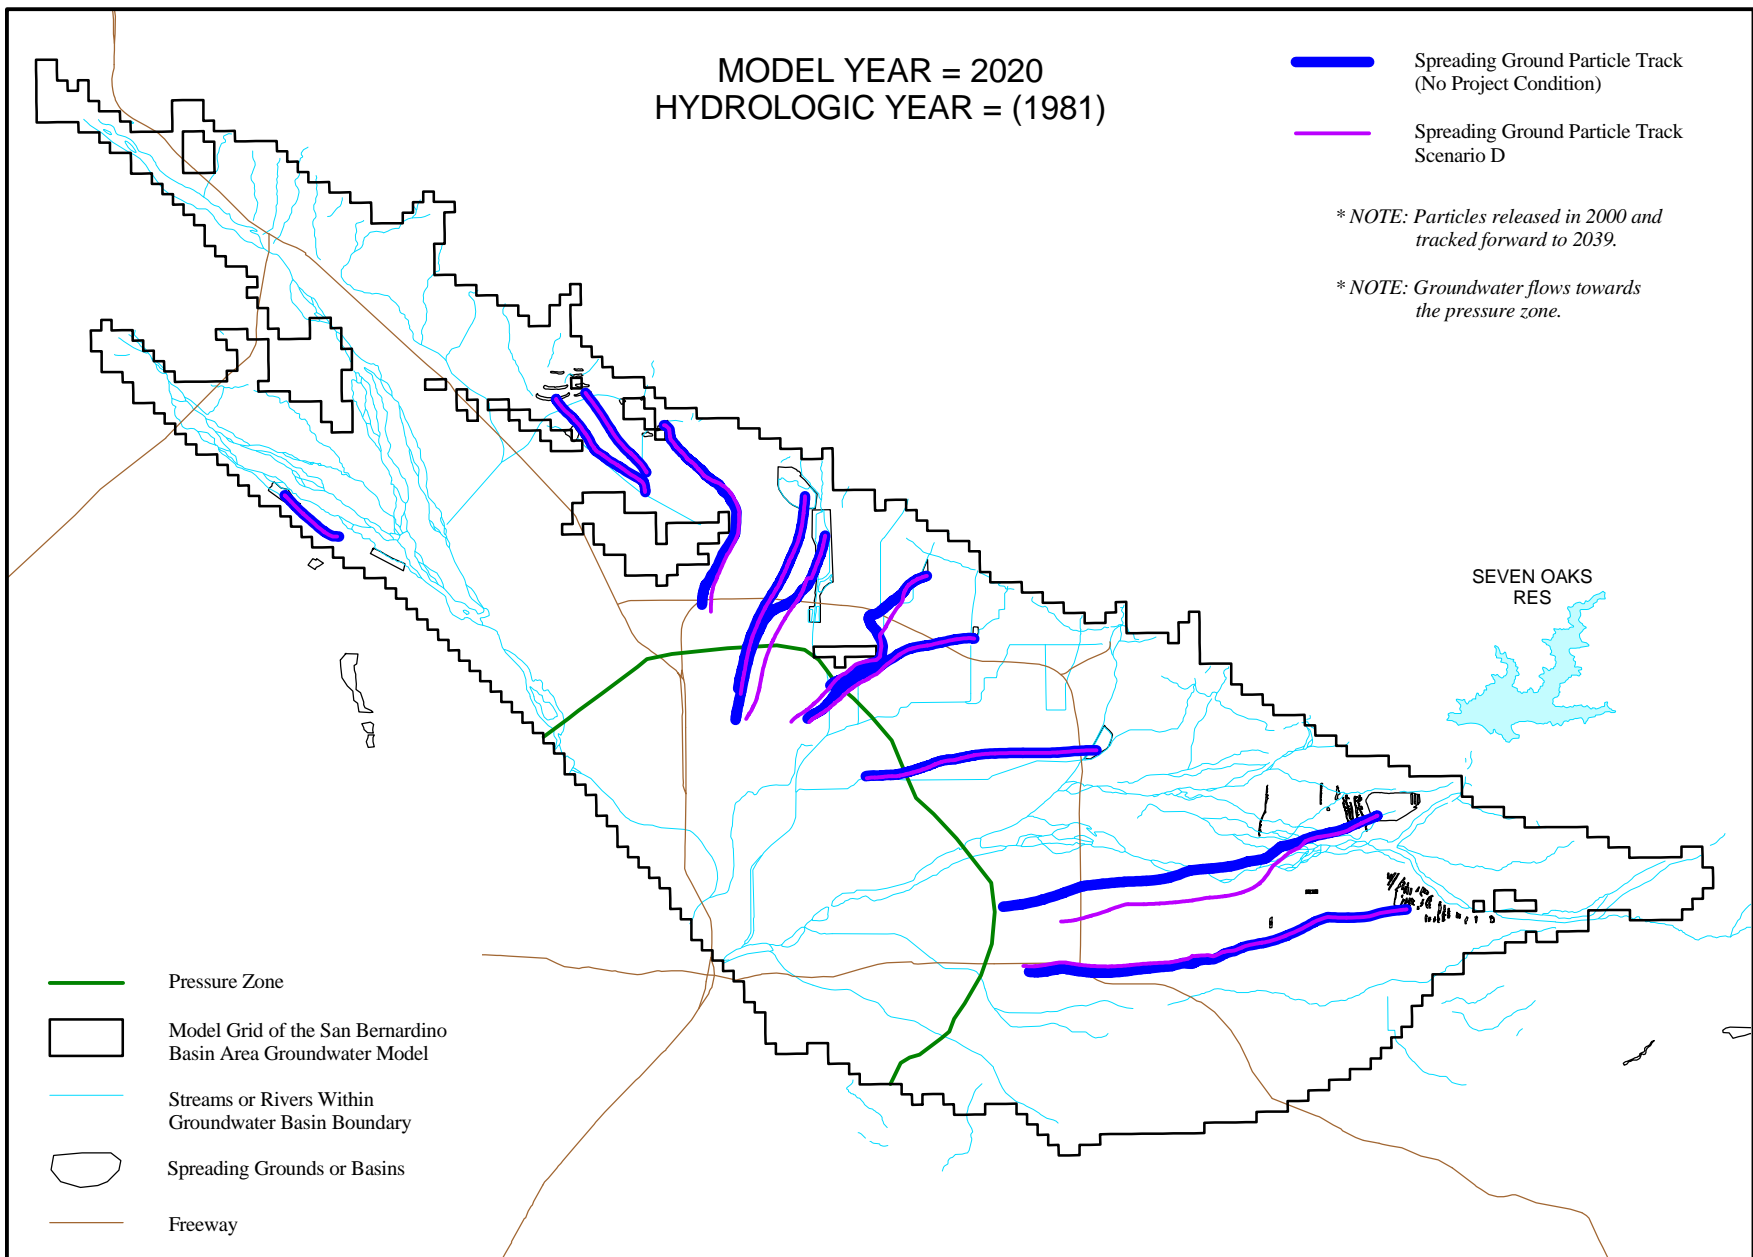 MODEL YEAR = 2020
HYDROLOGIC YEAR = (1981)
Spreading Ground Particle Track
(No Project Condition)
Spreading Ground Particle Track
Scenario D
* NOTE: Particles released in 2000 and
tracked forward to 2039.
* NOTE: Groundwater flows towards
the pressure zone.
SEVEN OAKS
RES
Pressure Zone
Model Grid of the San Bernardino
Basin Area Groundwater Model
Streams or Rivers Within
Groundwater Basin Boundary
Spreading Grounds or Basins
Freeway